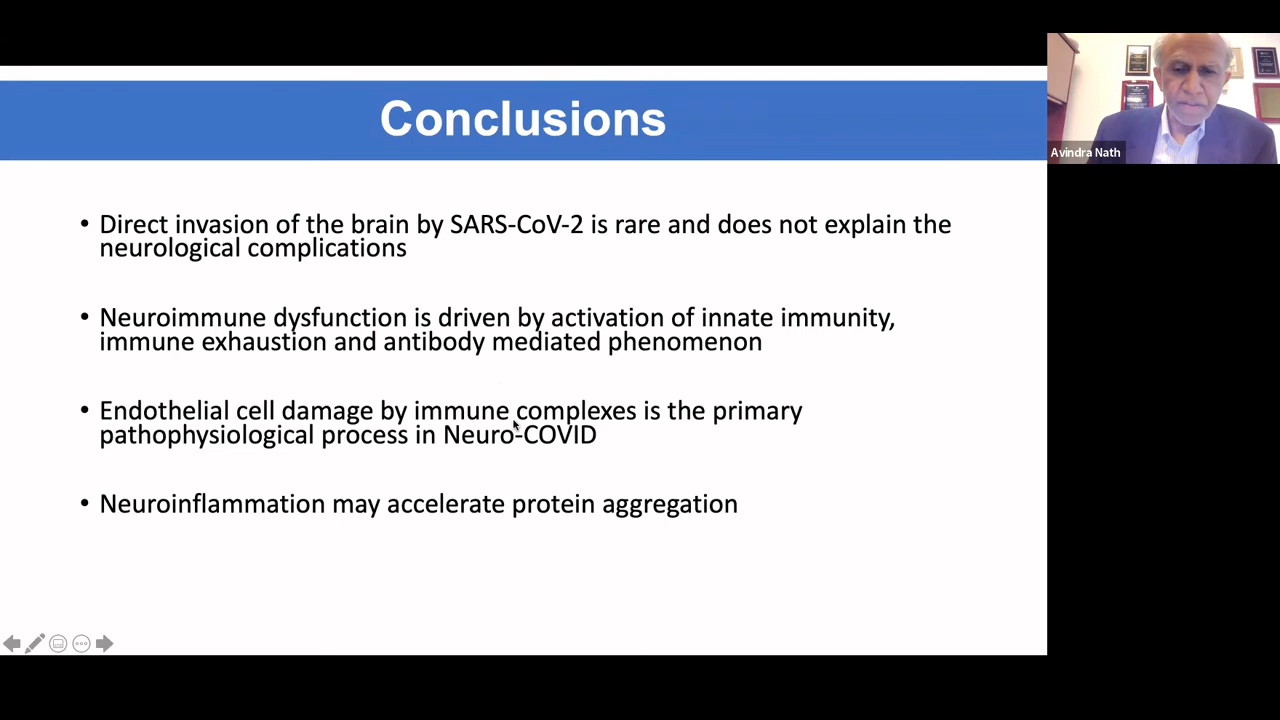 Conclusions
• Direct invasion of the brain by SARS-CoV-2 is rare and does not explain the
neurological complications
• Neuroimmune dysfunction is driven by activation of innate immunity,
immune exhaustion and antibody mediated phenomenon
• Endothelial cell damage by immune complexes is the primary
pathophysiological process in Neuro-COVID
• Neuroinflammation may accelerate protein aggregation
Avindra Nath